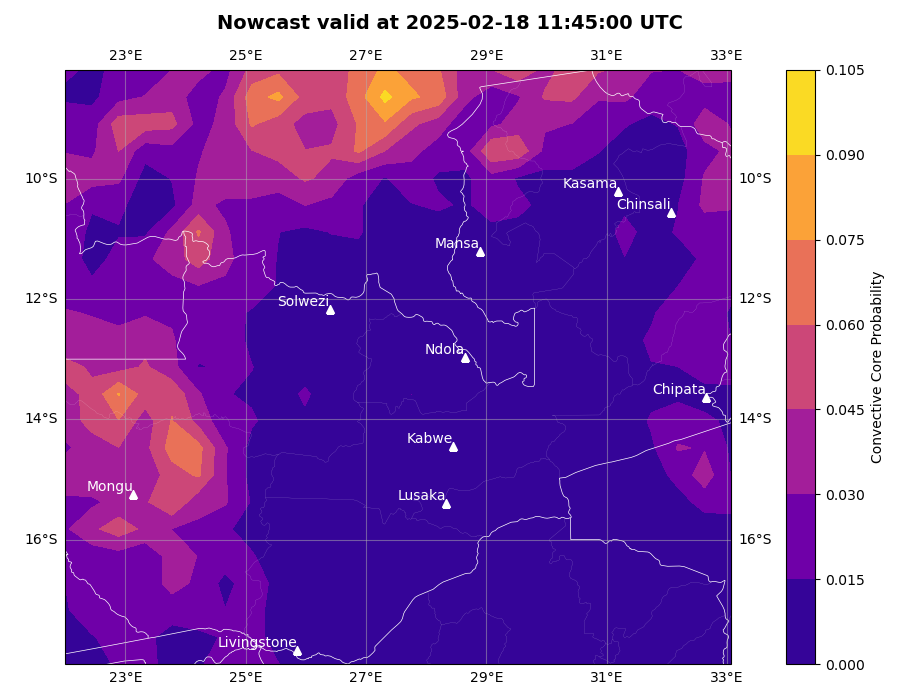 Nowcast valid at 2025-02-18 11:45:00 UTC
23°E 25°E 27°E 29°E 31°E 33°E
0.105
0.090
10°S Kasama 10°S
Chinsali
0.075
Mansa
12°S 12°S
Solwezi
0.060
Ndola
Chipata
14°S 14°S
0.045
Kabwe
Mongu
Lusaka
0.030
16°S 16°S
0.015
Livingstone
0.000
23°E 25°E 27°E 29°E 31°E 33°E
Convective Core Probability